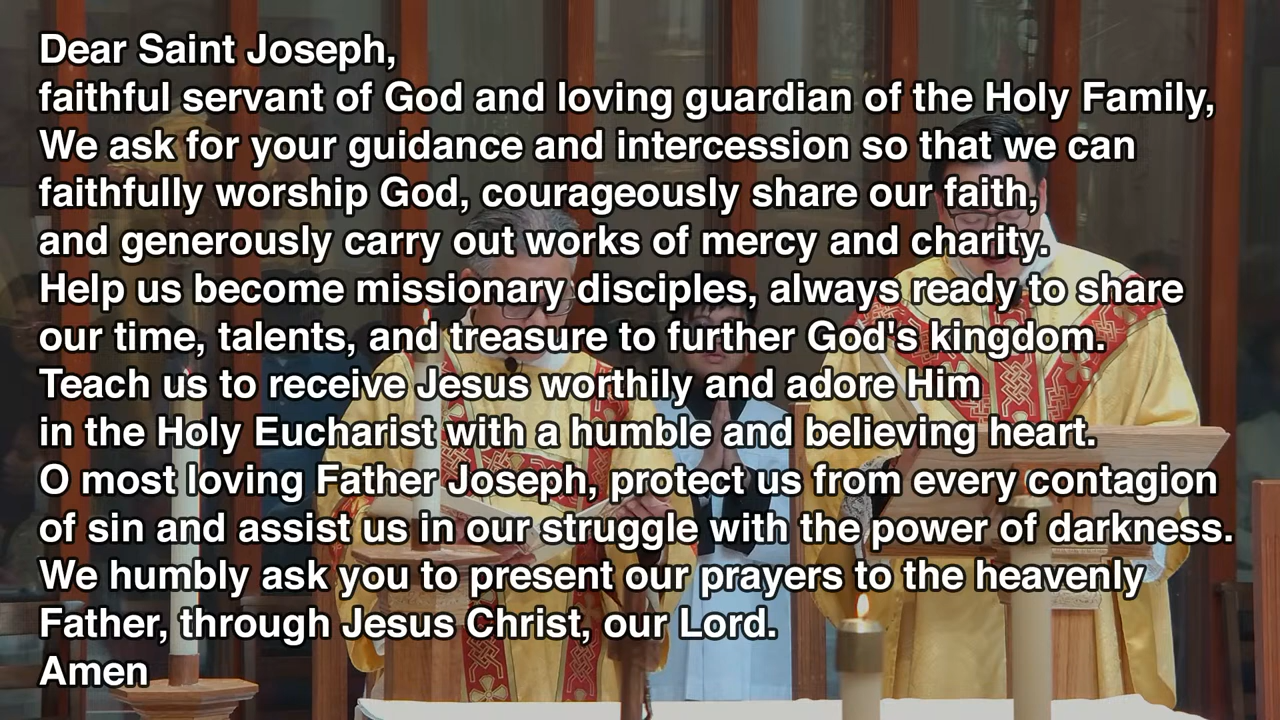 Dear Saint Joseph,
faithful servant of God and loving guardian of the Holy Family,
We ask for your guidance and intercession so that we can
faithfully worship God, courageously share our faith,
and generously carry out works of mercy and charity.
Help us become missionary disciples, always ready to share
our time, talents, and treasure to further God's kingdom.
Teach us to receive Jesus worthily and adore Him
in the Holy Eucharist with a humble and believing heart.
O most loving Father Joseph, protect us from every contagion
of sin and assist us in our struggle with the power of darkness.
We humbly ask you to present our prayers to the heavenly
Father, through Jesus Christ, our Lord.
Amen